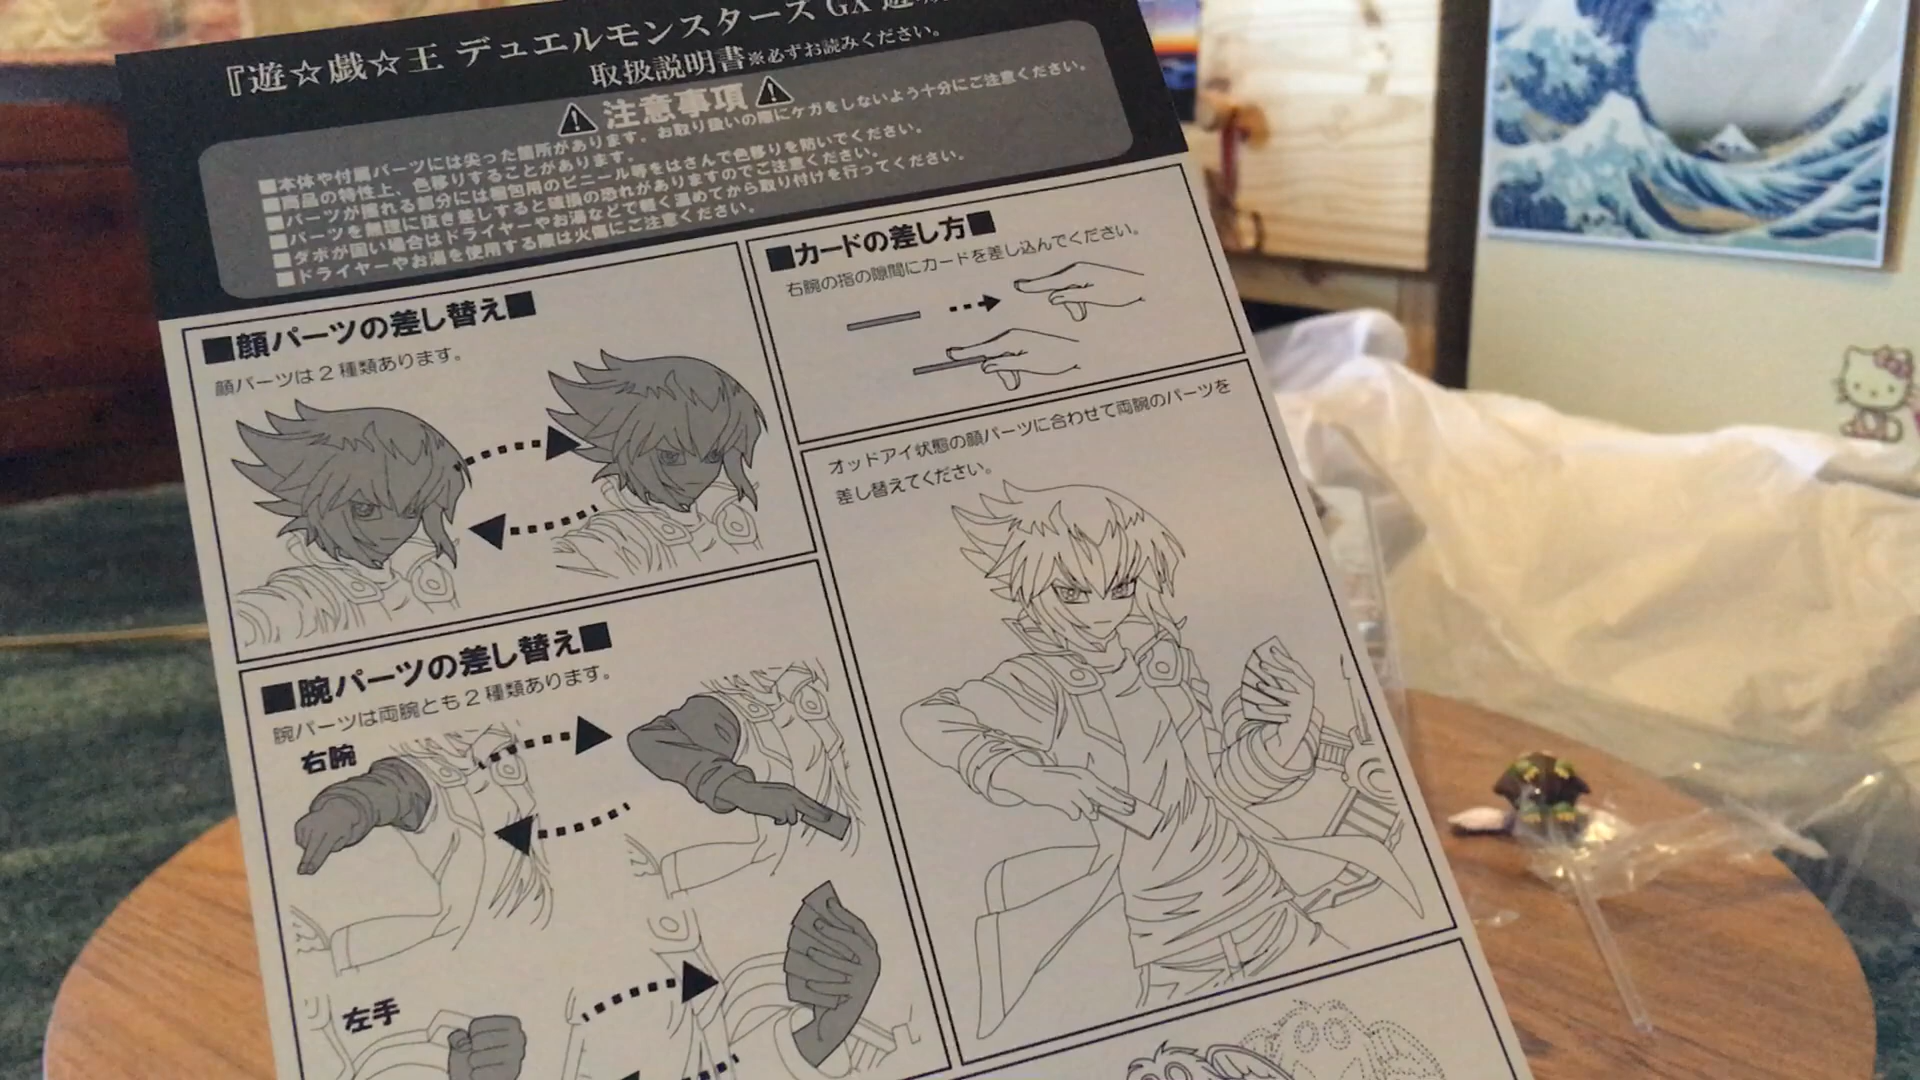 『遊☆戯☆王 デュエルモンスターズ GX 遊
取扱説明書※必ずお読みください。
注意事項
■本体や付属パーツには尖った箇所があります。お取り扱いの際にケガをしないよう十分にご注意ください。
■商品の特性上、色移りすることがあります。
■パーツが擦れる部分には梱包用のビニール等をはさんで色移りを防いでください。
■パーツを無理に抜き差しすると破損の恐れがありますのでご注意ください。
■ダボが固い場合はドライヤーやお湯などで軽く温めてから取り付けを行ってください。
■ドライヤーやお湯を使用する際は火傷にご注意ください。
■顔パーツの差し替え■
顔パーツは2種類あります。
■カードの差し方■
右腕の指の隙間にカードを差し込んでください。
オッドアイ状態の顔パーツに合わせて両腕のパーツを
差し替えてください。
■腕パーツの差し替え■
腕パーツは両腕とも2種類あります。
右腕
左手